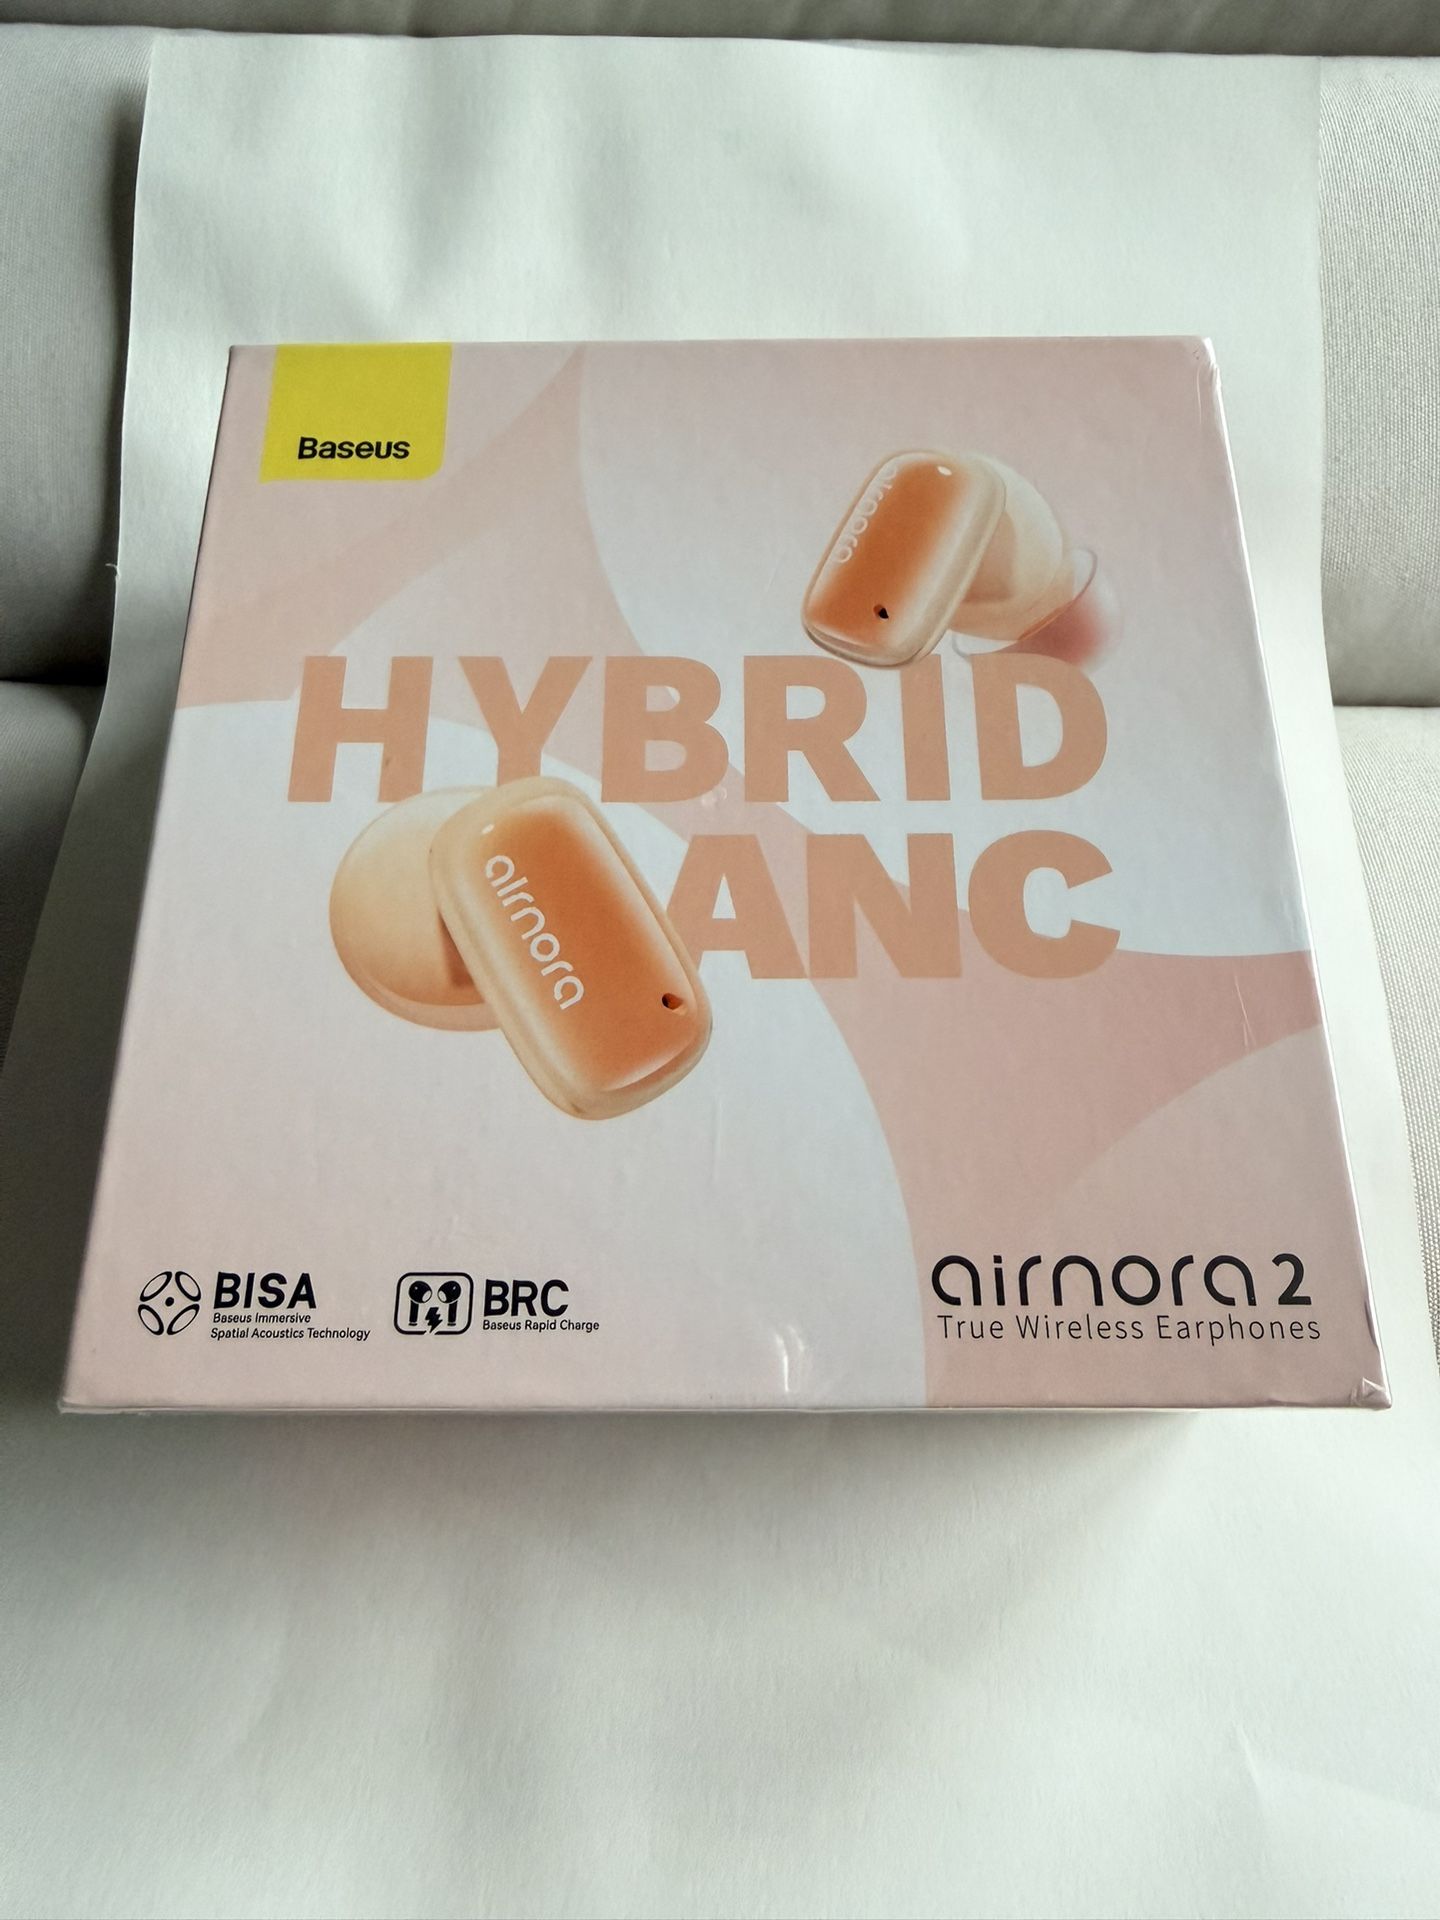 Baseus
airnora
HYBRID
ANC
airnora
BISA
Baseus Immersive
Spatial Acoustics Technology
BRC
Baseus Rapid Charge
airnora 2
True Wireless Earphones